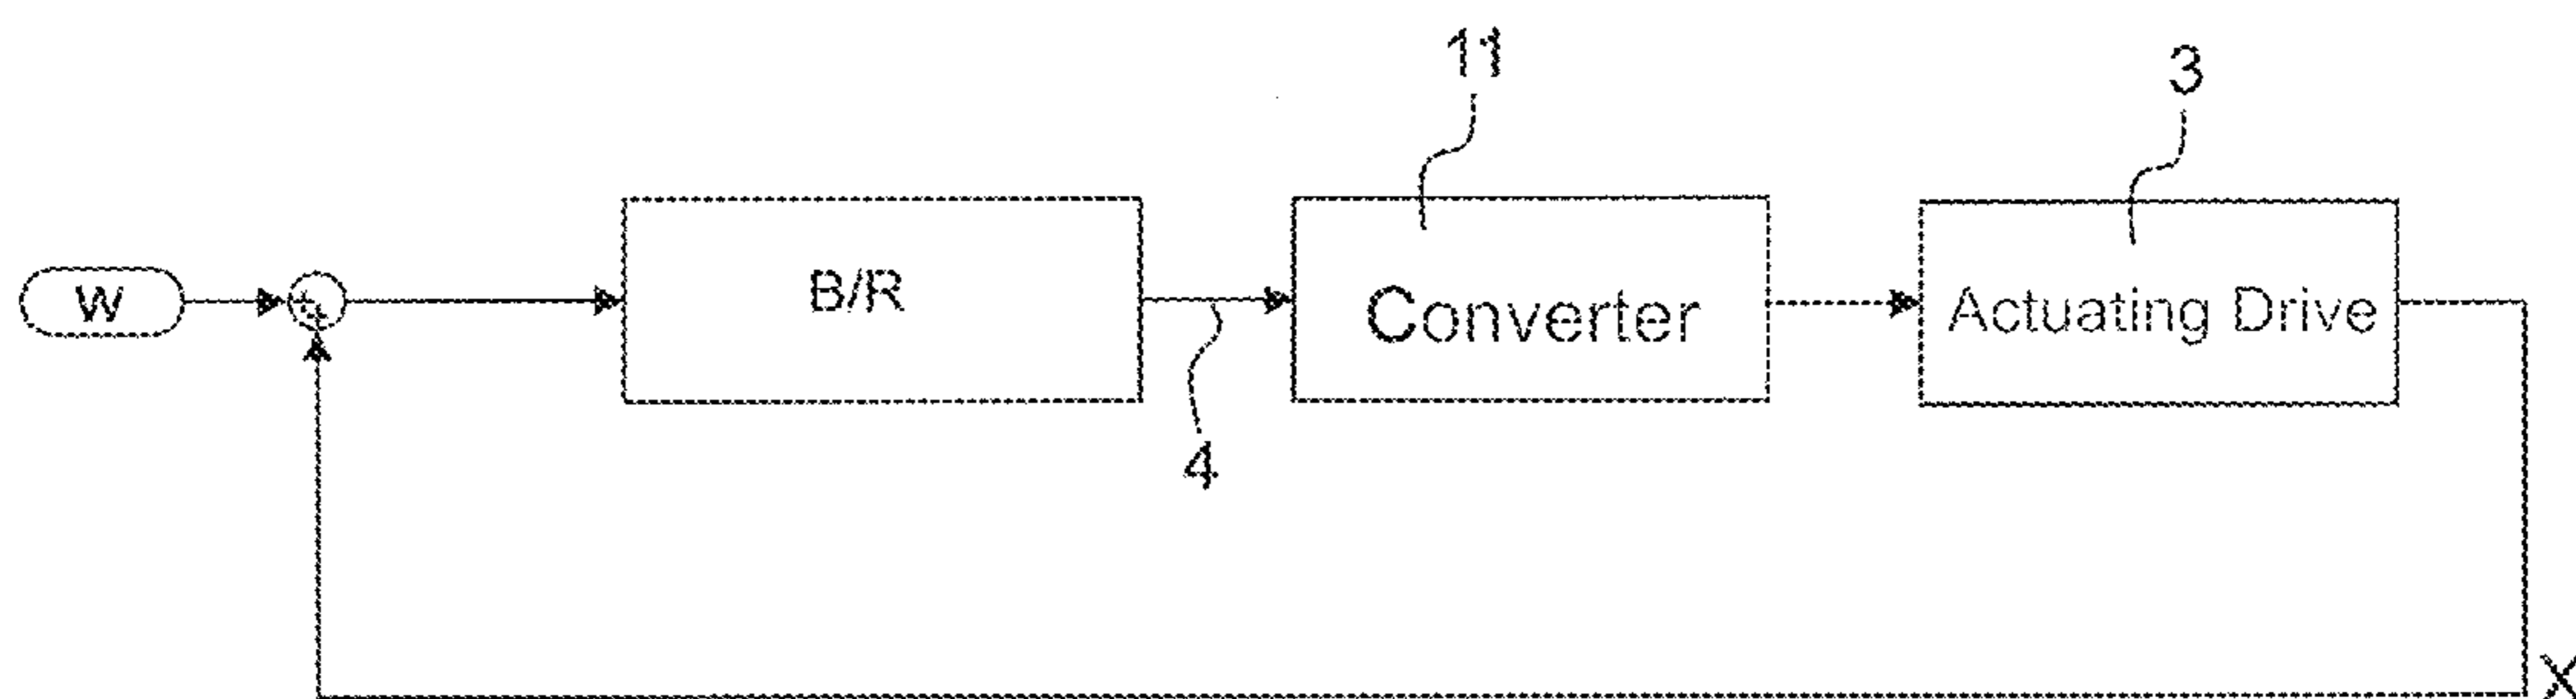 11
3
W
B/R
Converter
Actuating Drive
4
X